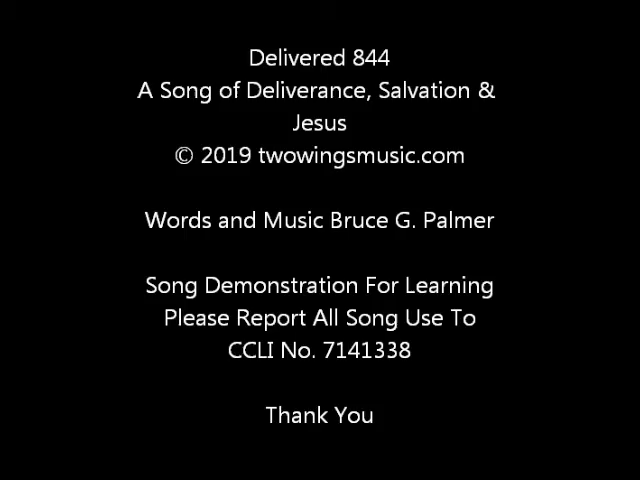 Delivered 844
A Song of Deliverance, Salvation &
Jesus
© 2019 twowingsmusic.com
Words and Music Bruce G. Palmer
Song Demonstration For Learning
Please Report All Song Use To
CCLI No. 7141338
Thank You